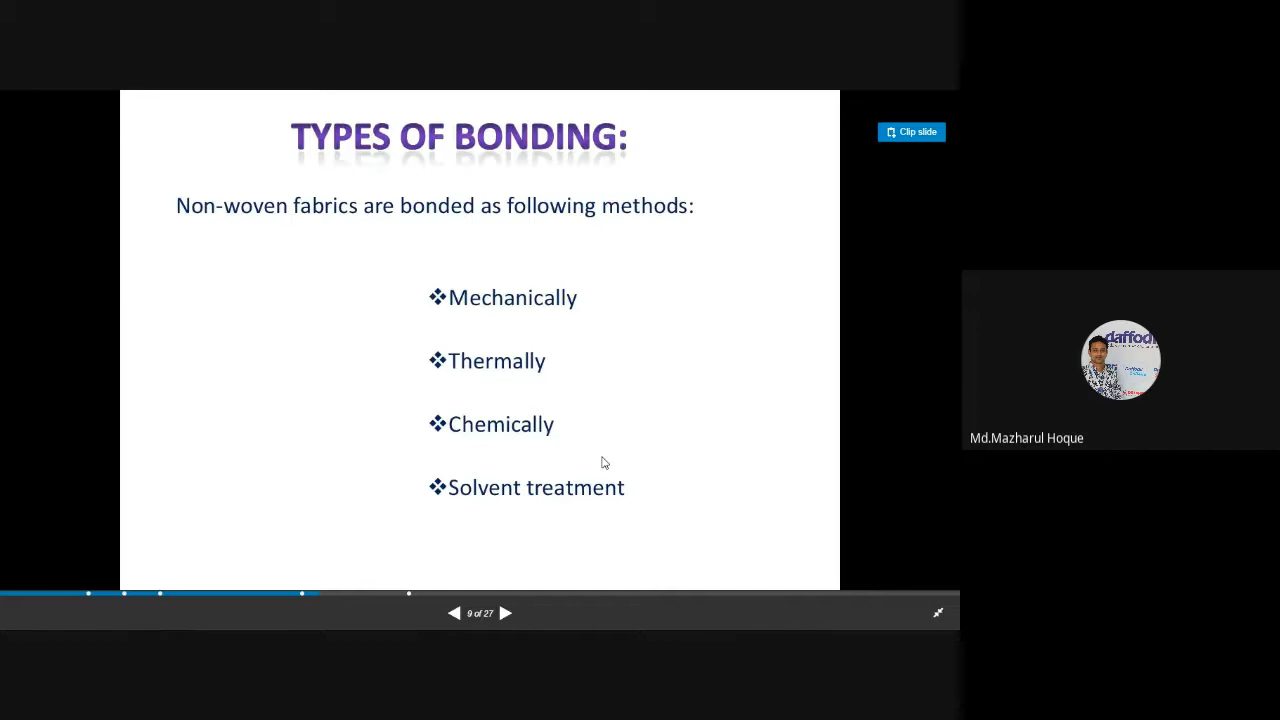 TYPES OF BONDING:
Clip slide
Non-woven fabrics are bonded as following methods:
❖Mechanically
❖Thermally
❖Chemically
❖Solvent treatment
daffodi
Md.Mazharul Hoque
9 of 27